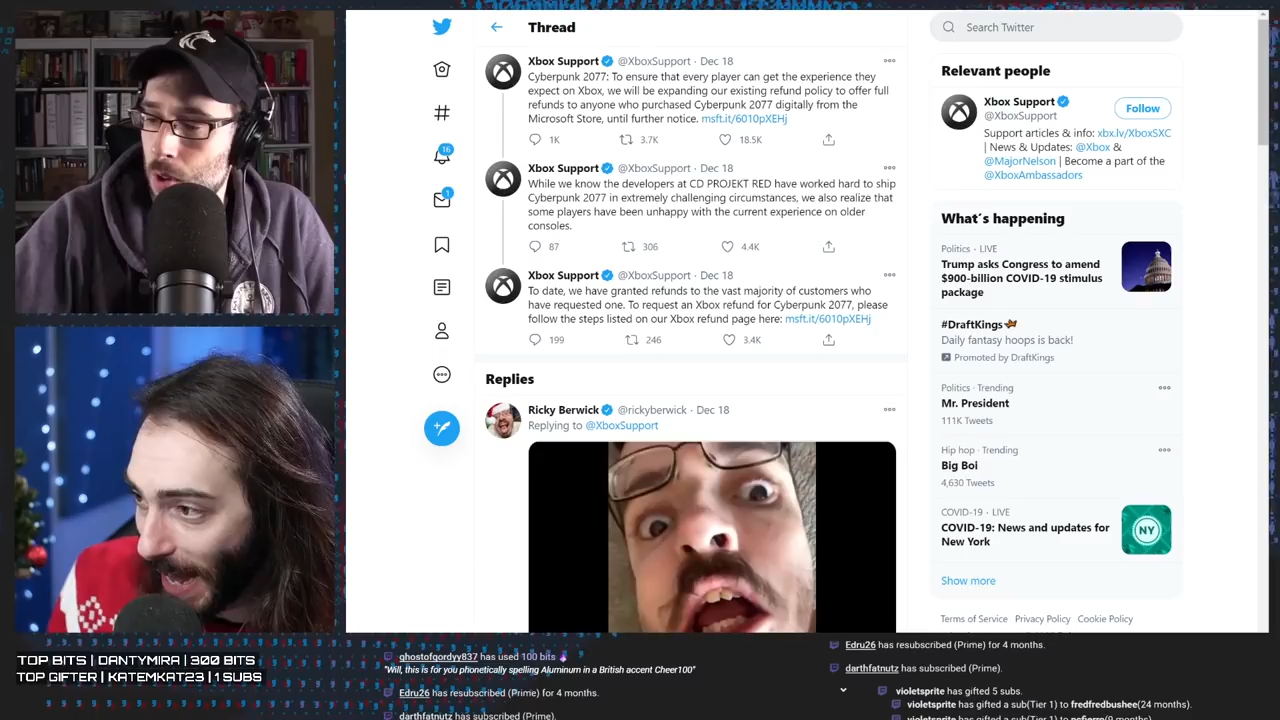 Thread
Xbox Support @XboxSupport · Dec 18
Cyberpunk 2077: To ensure that every player can get the experience they
expect on Xbox, we will be expanding our existing refund policy to offer full
refunds to anyone who purchased Cyberpunk 2077 digitally from the
Microsoft Store, until further notice. msft.it/6010pXEHj
1K 3.7K 18.5K
Xbox Support @XboxSupport · Dec 18
While we know the developers at CD PROJEKT RED have worked hard to ship
Cyberpunk 2077 in extremely challenging circumstances, we also realize that
some players have been unhappy with the current experience on older
consoles.
87 306 4.4K
Xbox Support @XboxSupport · Dec 18
To date, we have granted refunds to the vast majority of customers who
have requested one. To request an Xbox refund for Cyberpunk 2077, please
follow the steps listed on our Xbox refund page here: msft.it/6010pXEHj
199 246 3.4K
Replies
Ricky Berwick @rickyberwick · Dec 18
Replying to @XboxSupport
16
1
Search Twitter
Relevant people
Xbox Support
@XboxSupport
Follow
Support articles & info: xbx.lv/XboxSXC
| News & Updates: @Xbox &
@MajorNelson | Become a part of the
@XboxAmbassadors
What's happening
Politics · LIVE
Trump asks Congress to amend
$900-billion COVID-19 stimulus
package
#DraftKings
Daily fantasy hoops is back!
Promoted by DraftKings
Politics · Trending
Mr. President
111K Tweets
Hip hop · Trending
Big Boi
4,630 Tweets
COVID-19 · LIVE
COVID-19: News and updates for
New York
NY
Show more
Terms of Service Privacy Policy Cookie Policy
TOP BITS | DANTYMIRA | 300 BITS
TOP GIFTER | KATEMKAT23 | 1 SUBS
ghostofgordyy837 has used 100 bits
"Will, this is for you phonetically spelling Aluminum in a British accent Cheer100"
Edru26 has resubscribed (Prime) for 4 months.
darthfatnutz has subscribed (Prime).
Edru26 has resubscribed (Prime) for 4 months.
darthfatnutz has subscribed (Prime).
violetsprite has gifted 5 subs.
violetsprite has gifted a sub(Tier 1) to fredfredbushee(24 months).